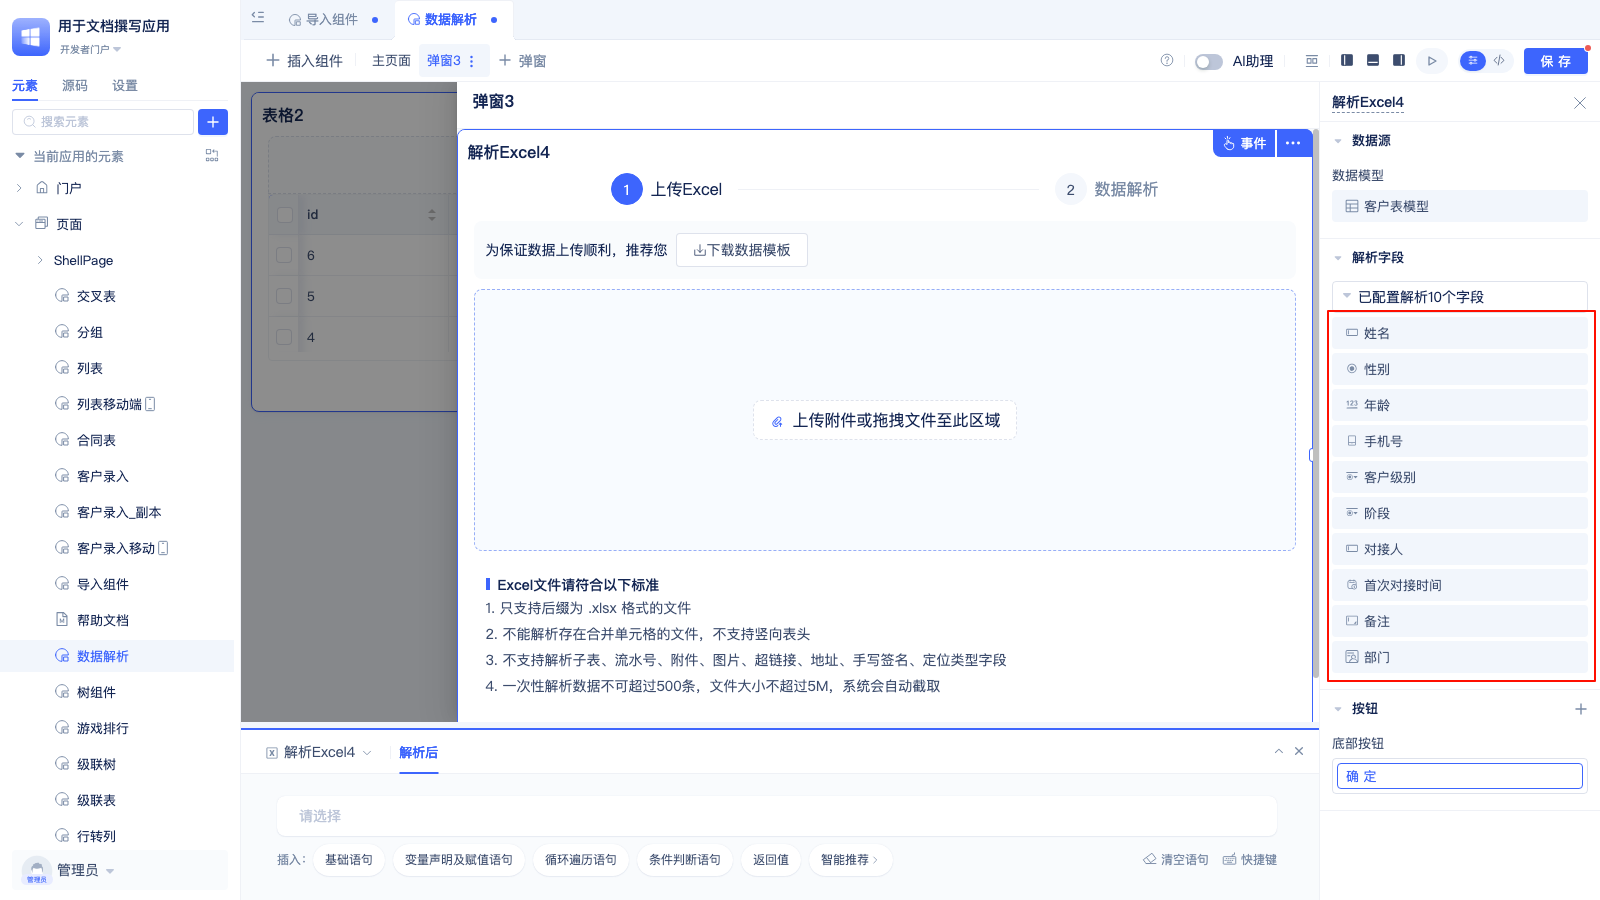 用于文档撰写应用
开发者门户
元素 源码 设置
搜索元素
当前应用的元素
门户
页面
ShellPage
交叉表
分组
列表
列表移动端
合同表
客户录入
客户录入_副本
客户录入移动
导入组件
帮助文档
数据解析
树组件
游戏排行
级联树
级联表
行转列
管理员
管理员
导入组件 数据解析
插入组件 主页面 弹窗3 弹窗
AI助理
保 存
表格2
id
6
5
4
弹窗3
解析Excel4
事件
1 上传Excel 2 数据解析
为保证数据上传顺利，推荐您 下载数据模板
上传附件或拖拽文件至此区域
Excel文件请符合以下标准
1. 只支持后缀为 .xlsx 格式的文件
2. 不能解析存在合并单元格的文件，不支持竖向表头
3. 不支持解析子表、流水号、附件、图片、超链接、地址、手写签名、定位类型字段
4. 一次性解析数据不可超过500条，文件大小不超过5M，系统会自动截取
解析Excel4 解析后
请选择
插入： 基础语句 变量声明及赋值语句 循环遍历语句 条件判断语句 返回值 智能推荐
清空语句 快捷键
解析Excel4
数据源
数据模型
客户表模型
解析字段
已配置解析10个字段
姓名
性别
123 年龄
手机号
客户级别
阶段
对接人
首次对接时间
备注
部门
按钮
底部按钮
确 定